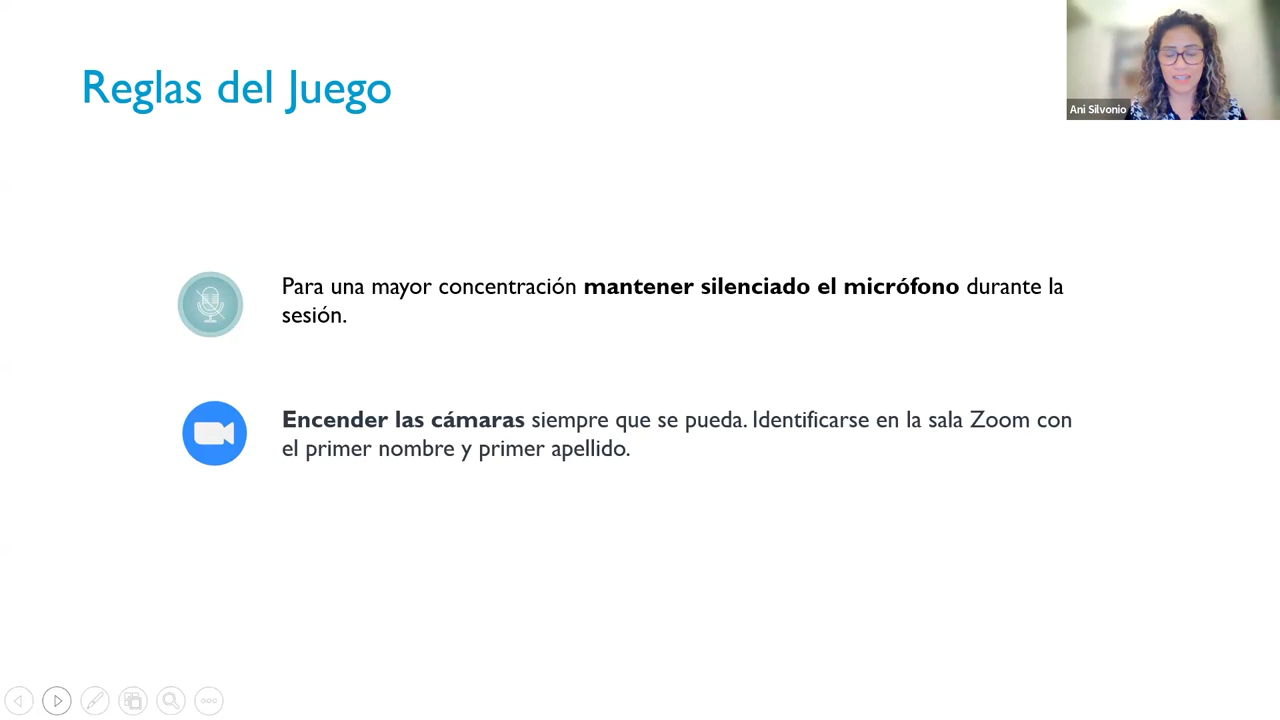 Reglas del Juego
Ani Silvonio
Para una mayor concentración mantener silenciado el micrófono durante la
sesión.
Encender las cámaras siempre que se pueda. Identificarse en la sala Zoom con
el primer nombre y primer apellido.